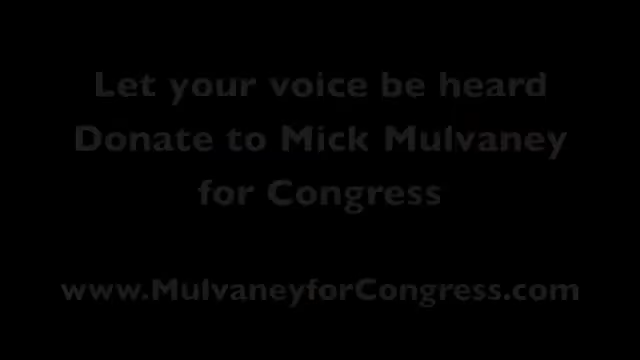 Let your voice be heard
Donate to Mick Mulvaney
for Congress
www.MulvaneyforCongress.com